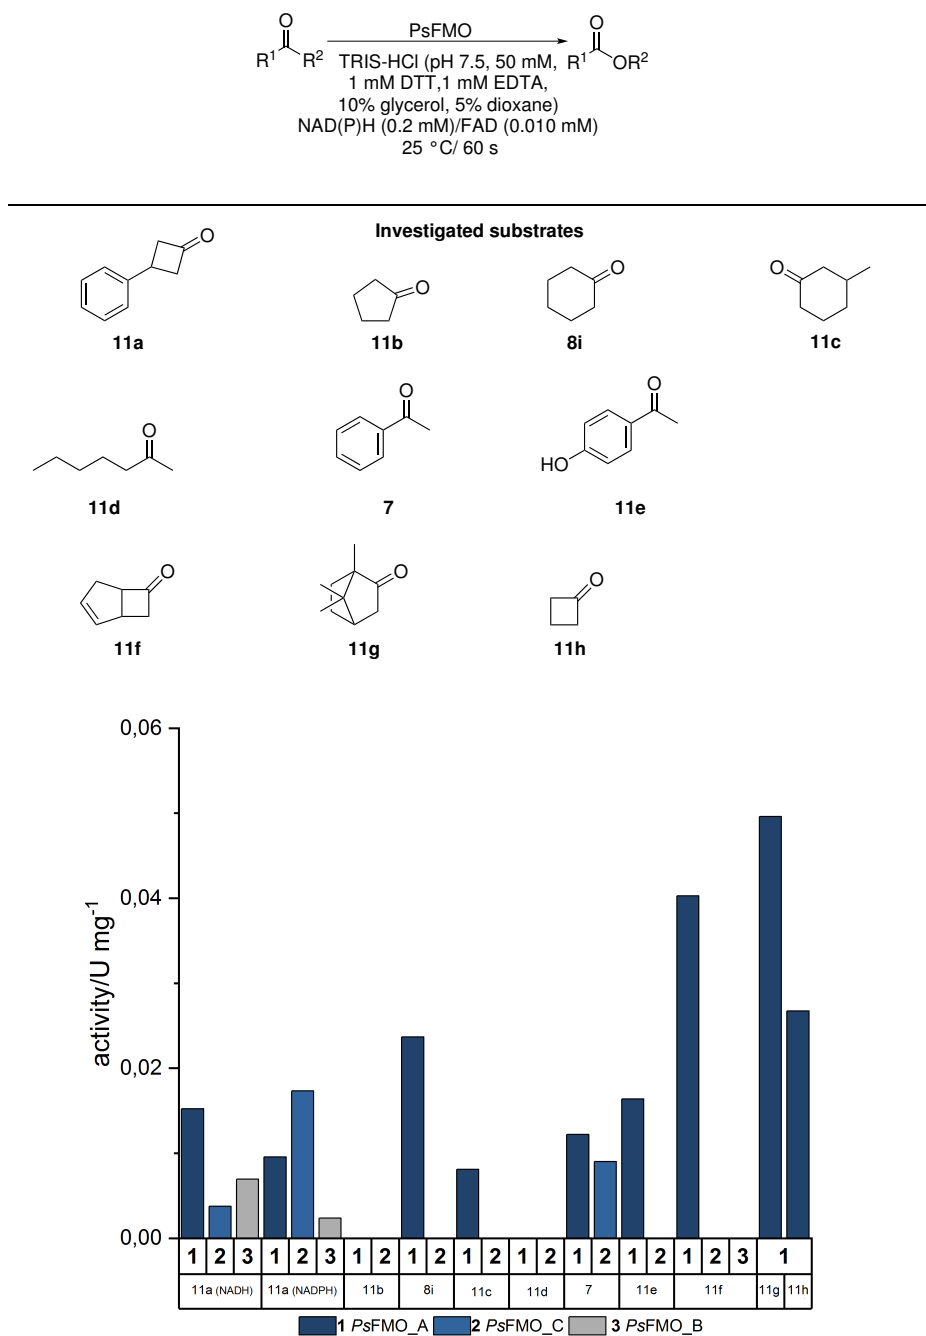 O
PsFMO
O
R¹ R²
TRIS-HCl (pH 7.5, 50 mM,
R¹ OR²
1 mM DTT,1 mM EDTA,
10% glycerol, 5% dioxane)
NAD(P)H (0.2 mM)/FAD (0.010 mM)
25 °C/ 60 s
Investigated substrates
O
O
O
O
11a
11b
8i
11c
O
O
O
HO
11d
7
11e
O
O
O
11f
11g
11h
0,06
0,04
0,02
0,00
activity/U mg⁻¹
1 2 3 1 2 3 1 2 1 2 1 2 1 2 1 2 1 2 1 2 3 1
11a (NADH) 11a (NADPH) 11b 8i 11c 11d 7 11e 11f 11g 11h
1 PsFMO_A 2 PsFMO_C 3 PsFMO_B